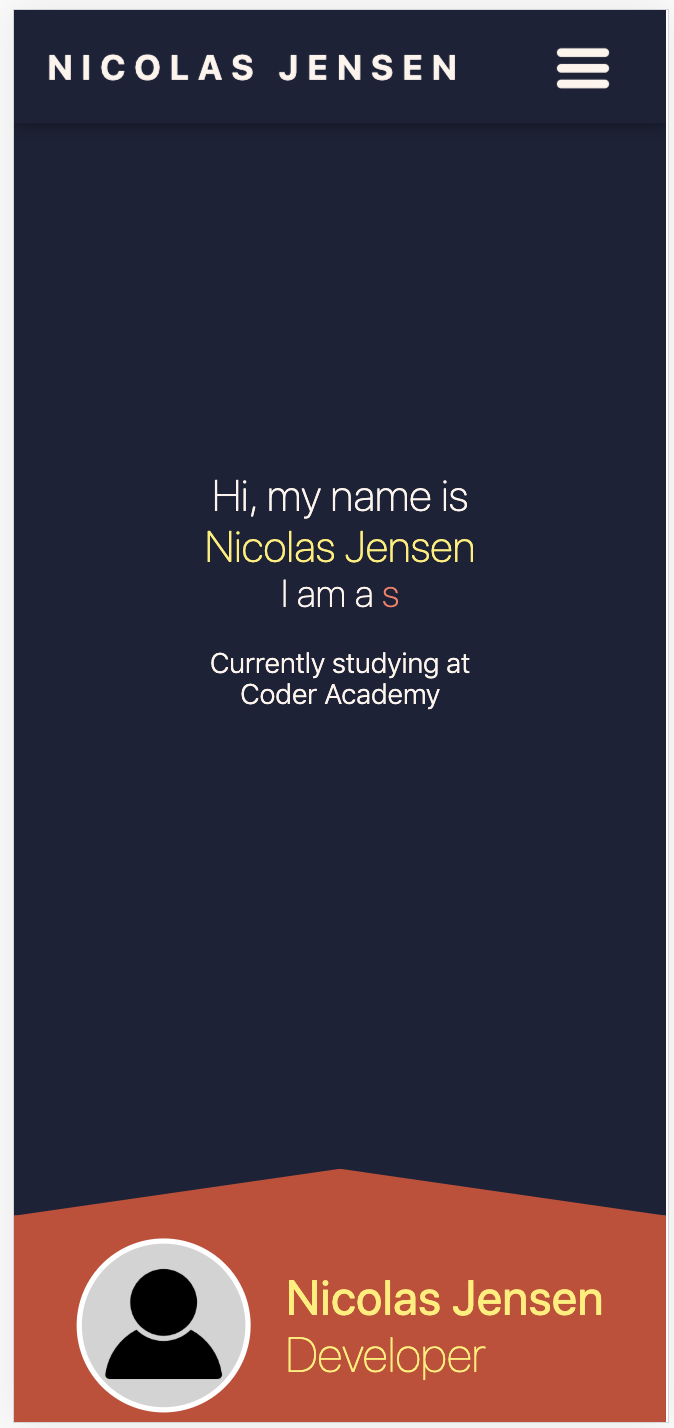 NICOLAS JENSEN
Hi, my name is
Nicolas Jensen
I am a s
Currently studying at
Coder Academy
Nicolas Jensen
Developer